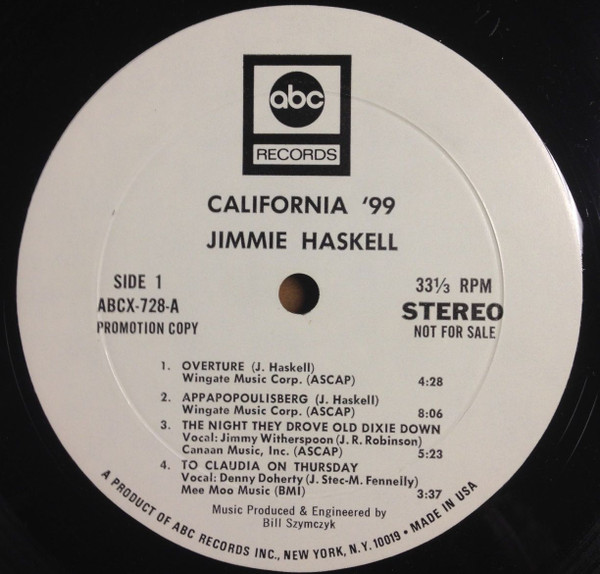 abc
RECORDS
CALIFORNIA '99
JIMMIE HASKELL
SIDE 1
ABCX-728-A
PROMOTION COPY
33⅓ RPM
STEREO
NOT FOR SALE
1. OVERTURE (J. Haskell)
Wingate Music Corp. (ASCAP) 4:28
2. APPAPOPOULISBERG (J. Haskell)
Wingate Music Corp. (ASCAP) 8:06
3. THE NIGHT THEY DROVE OLD DIXIE DOWN
Vocal: Jimmy Witherspoon (J. R. Robinson)
Canaan Music, Inc. (ASCAP) 5:23
4. TO CLAUDIA ON THURSDAY
Vocal: Denny Doherty (J. Stec-M. Fennelly)
Mee Moo Music (BMI) 3:37
Music Produced & Engineered by
Bill Szymczyk
A PRODUCT OF ABC RECORDS INC., NEW YORK, N.Y. 10019 • MADE IN USA